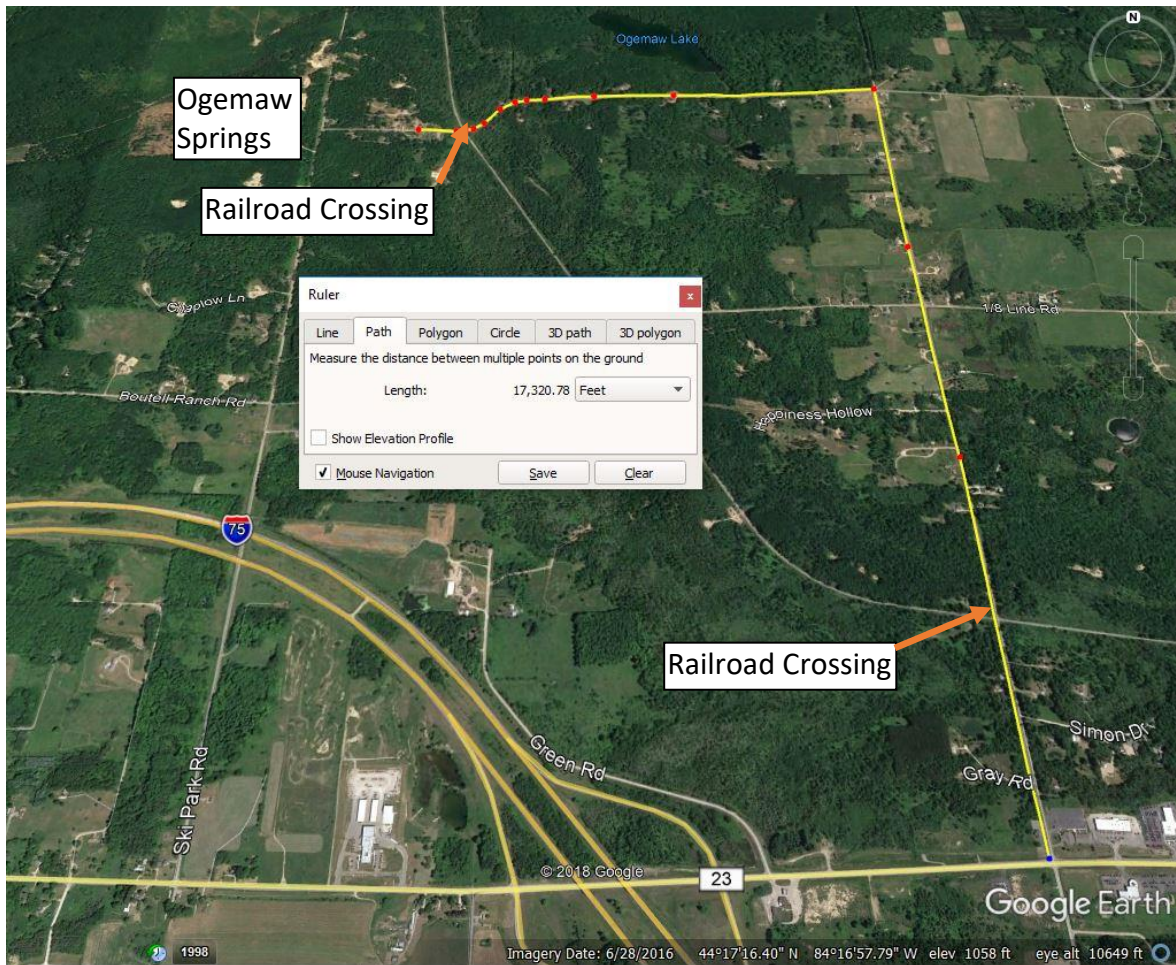 N
Ogemaw Lake
Ogemaw
Springs
Railroad Crossing
Ruler
x
Line Path Polygon Circle 3D path 3D polygon
Measure the distance between multiple points on the ground
Length: 17,320.78 Feet
Show Elevation Profile
Mouse Navigation Save Clear
1/8 Line Rd
Boutell Ranch Rd
Happiness Hollow
75
Railroad Crossing
Simon Dr
Green Rd
Gray Rd
Ski Park Rd
© 2018 Google
23
Google Earth
1998 Imagery Date: 6/28/2016 44°17'16.40" N 84°16'57.79" W elev 1058 ft eye alt 10649 ft